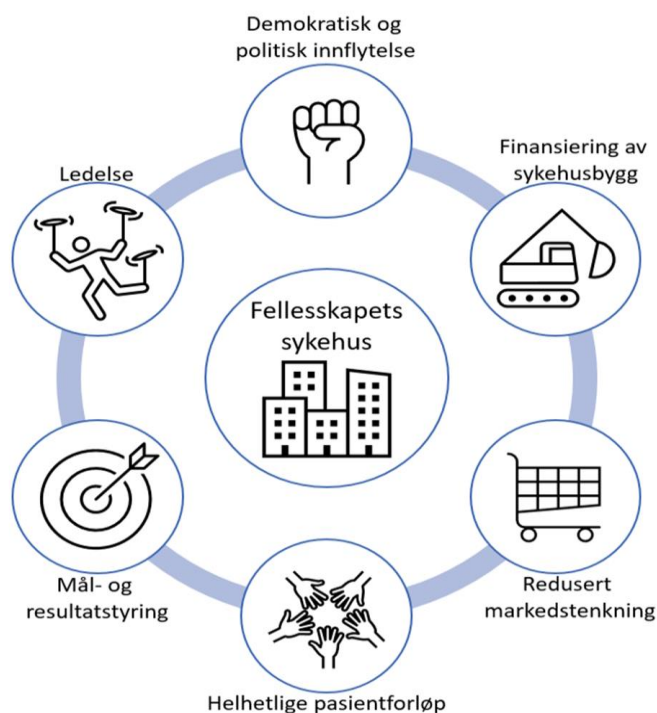 Demokratisk og
politisk innflytelse
Finansiering av
sykehusbygg
Ledelse
Fellesskapets
sykehus
Mål- og
resultatstyring
Redusert
markedstenkning
Helhetlige pasientforløp